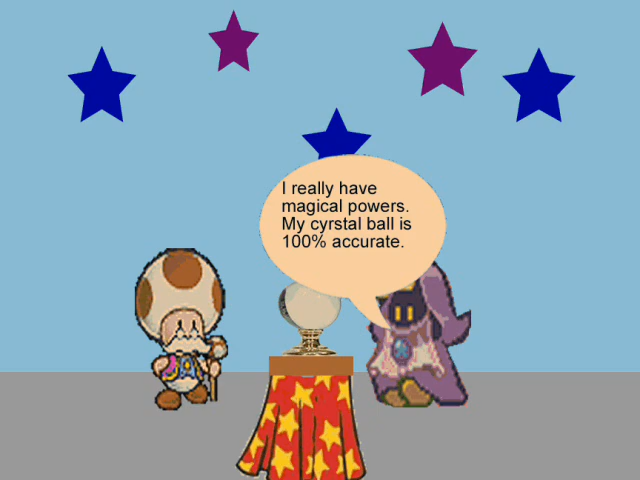 I really have
magical powers.
My cyrstal ball is
100% accurate.